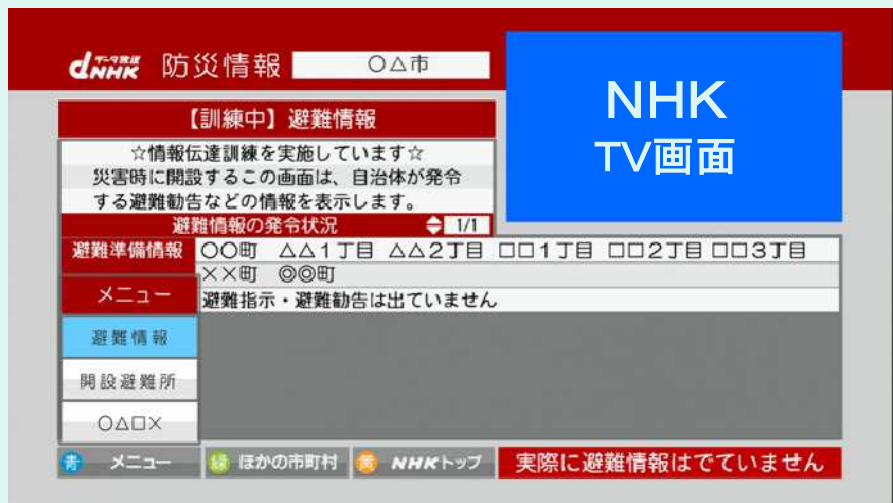 dデータ放送NHK 防災情報 ○△市
NHK
TV画面
【訓練中】避難情報
☆情報伝達訓練を実施しています☆
災害時に開設するこの画面は、自治体が発令
する避難勧告などの情報を表示します。
避難情報の発令状況 1/1
避難準備情報 ○○町 △△1丁目 △△2丁目 □□1丁目 □□2丁目 □□3丁目
××町 ◎◎町
避難指示・避難勧告は出ていません
メニュー
避難情報
開設避難所
○△□×
青 メニュー 緑 ほかの市町村 黄 NHKトップ 実際に避難情報はでていません